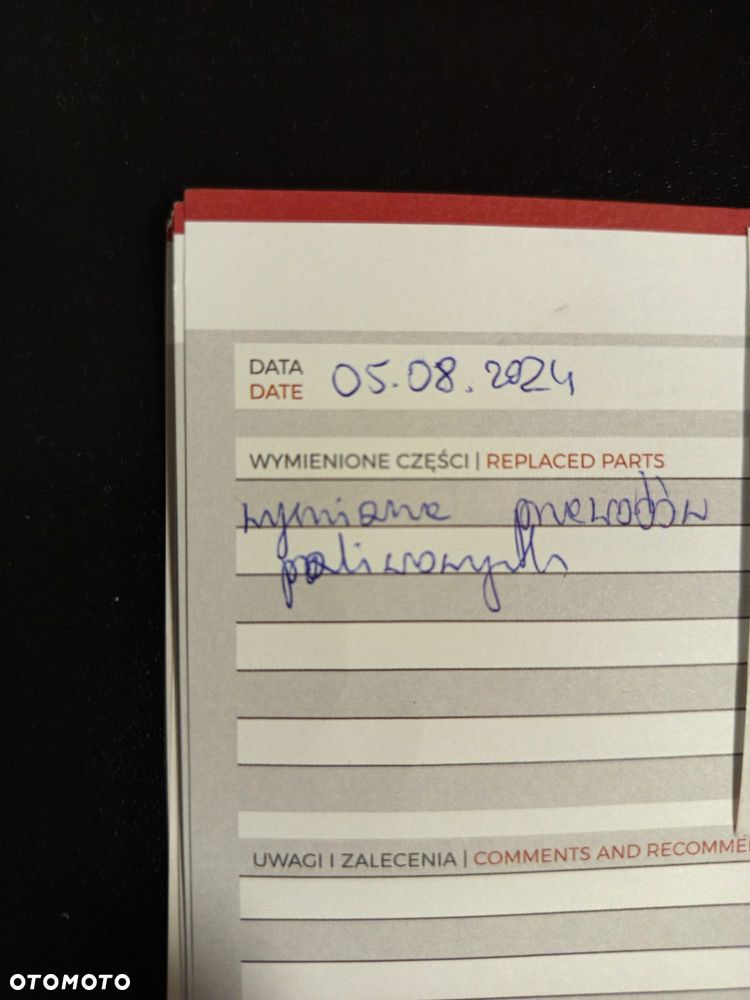 DATA
DATE 05.08.2024
WYMIENIONE CZĘŚCI | REPLACED PARTS
wymiana przewodów
paliwowych
UWAGI I ZALECENIA | COMMENTS AND RECOMME
OTOMOTO